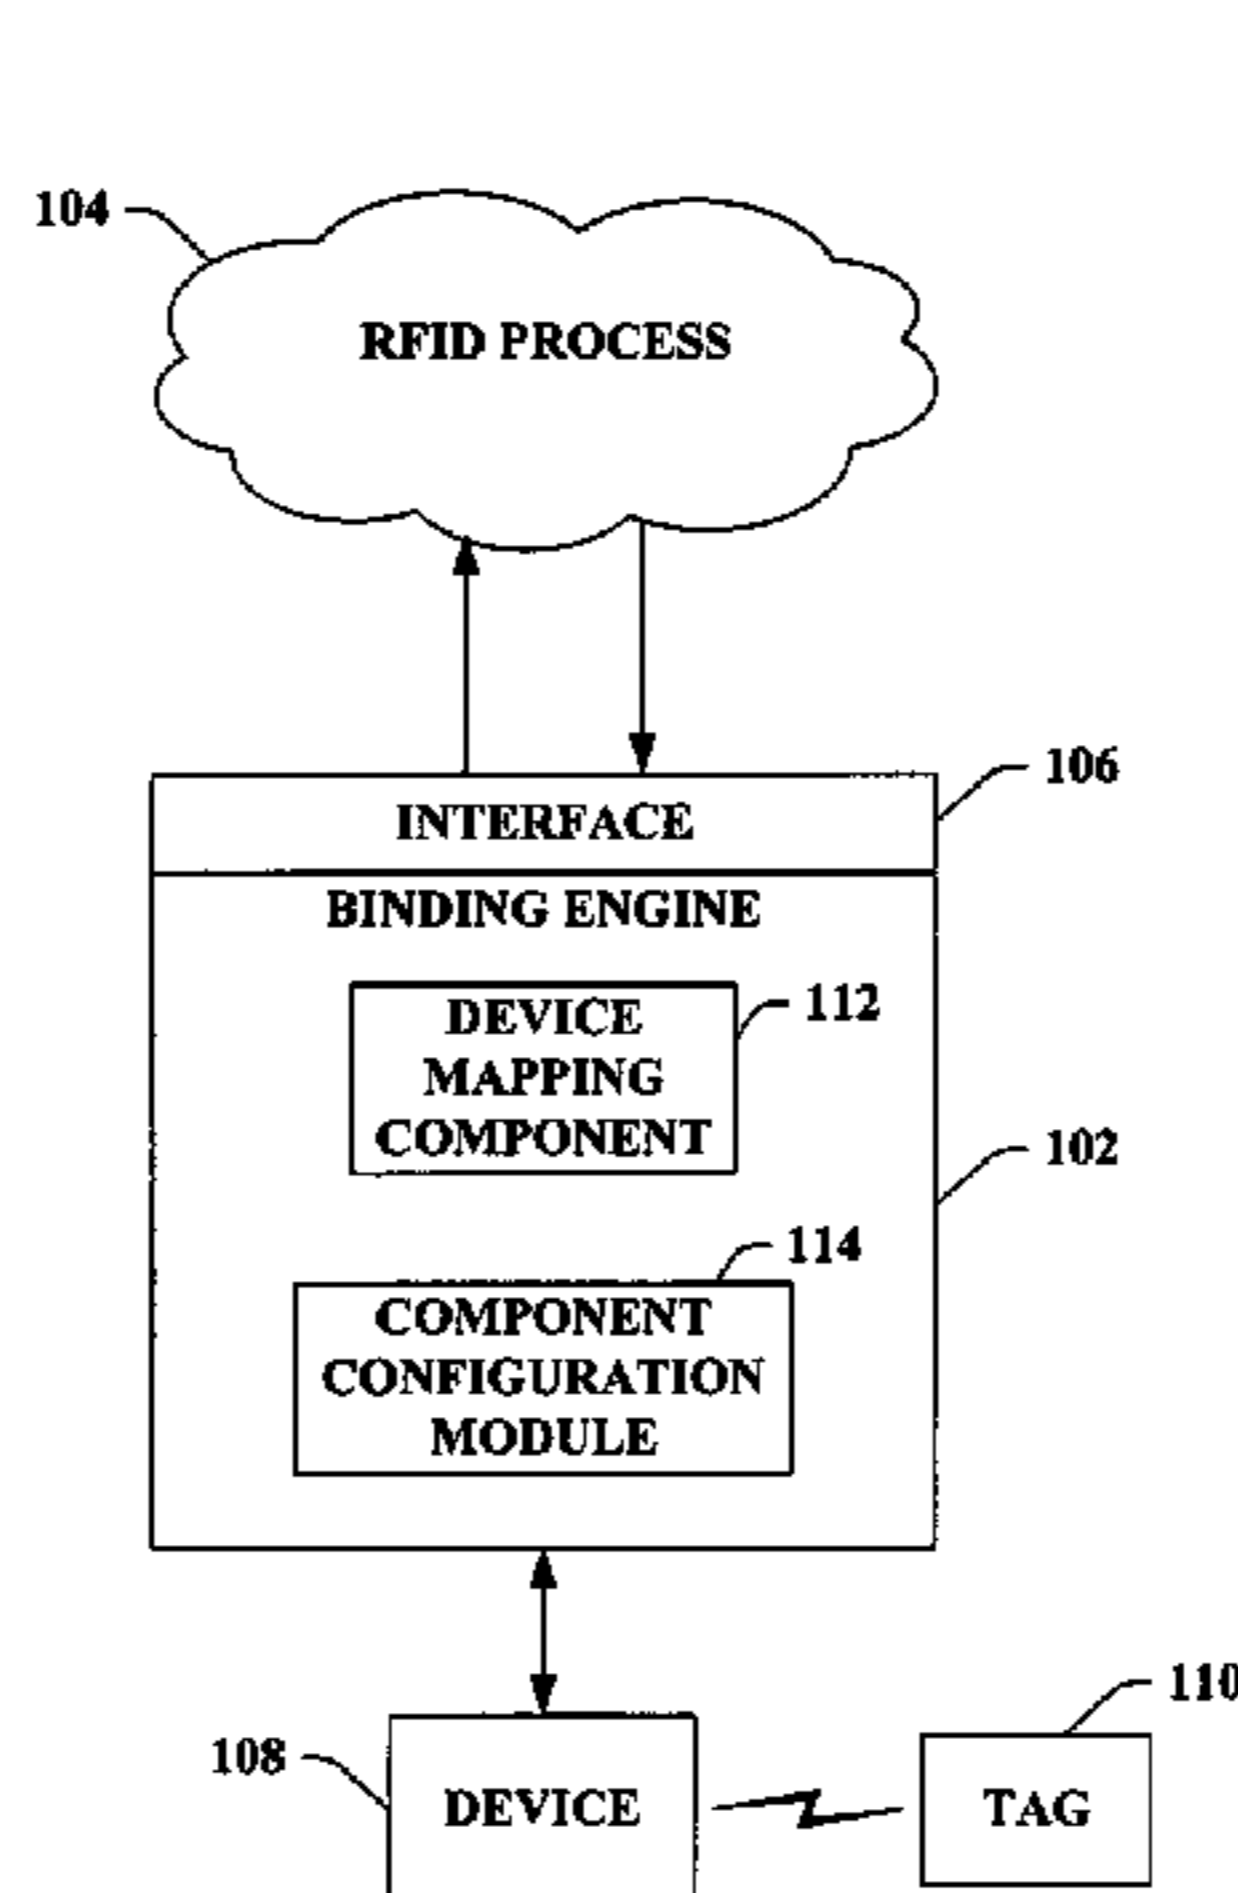 104
RFID PROCESS
106
INTERFACE
BINDING ENGINE
112
DEVICE
MAPPING
COMPONENT
102
114
COMPONENT
CONFIGURATION
MODULE
110
108
DEVICE
TAG